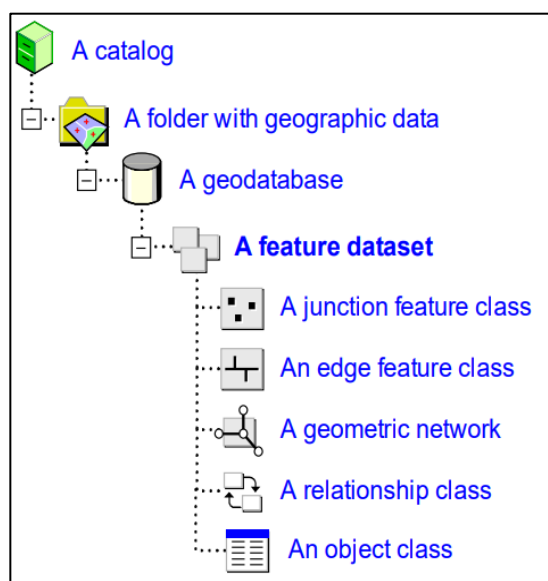 A catalog
A folder with geographic data
A geodatabase
A feature dataset
A junction feature class
An edge feature class
A geometric network
A relationship class
An object class